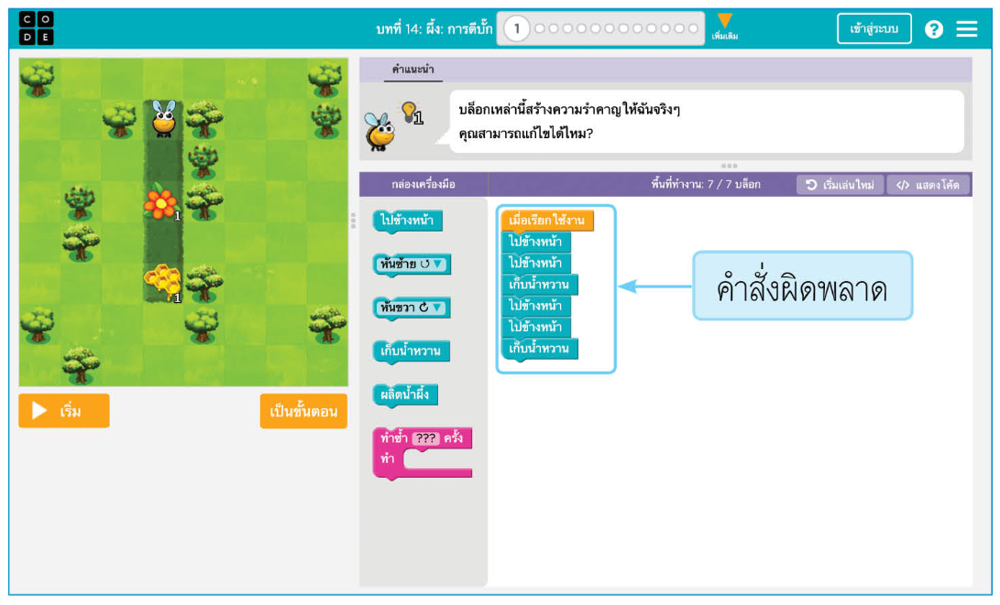 C O
D E
บทที่ 14: ผึ้ง: การดีบั๊ก
1
เพิ่มเติม
เข้าสู่ระบบ
?
คำแนะนำ
1
บล็อกเหล่านี้สร้างความรำคาญให้ฉันจริงๆ
คุณสามารถแก้ไขได้ไหม?
1
1
เริ่ม
เป็นขั้นตอน
กล่องเครื่องมือ
พื้นที่ทำงาน: 7 / 7 บล็อก
เริ่มเล่นใหม่
</> แสดงโค้ด
ไปข้างหน้า
หันซ้าย ↺ ▼
หันขวา ↻ ▼
เก็บน้ำหวาน
ผลิตน้ำผึ้ง
ทำซ้ำ ??? ครั้ง
ทำ
เมื่อเรียกใช้งาน
ไปข้างหน้า
ไปข้างหน้า
เก็บน้ำหวาน
ไปข้างหน้า
ไปข้างหน้า
เก็บน้ำหวาน
คำสั่งผิดพลาด